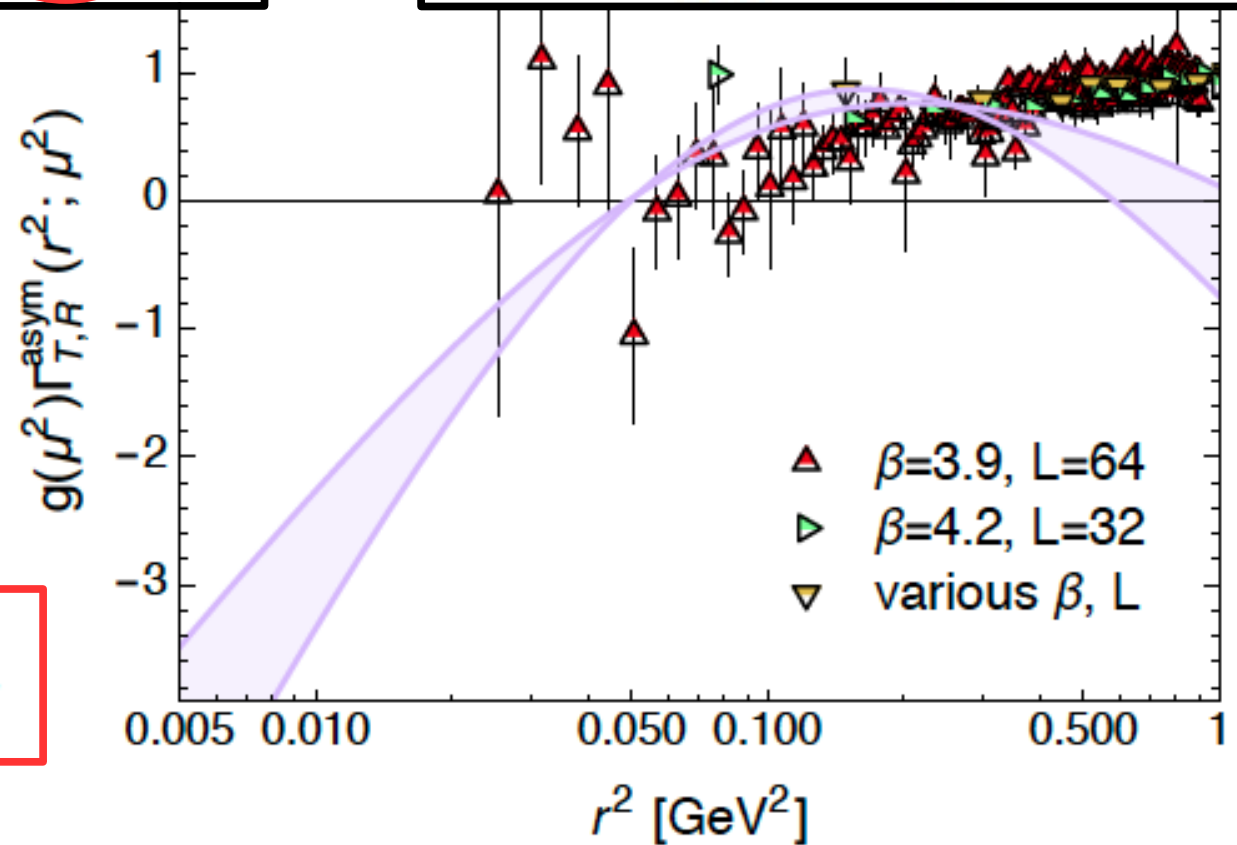 1
0
−1
−2
−3
g(μ²)Γ^asym_T,R(r²; μ²)
β=3.9, L=64
β=4.2, L=32
various β, L
0.005 0.010 0.050 0.100 0.500 1
r² [GeV²]